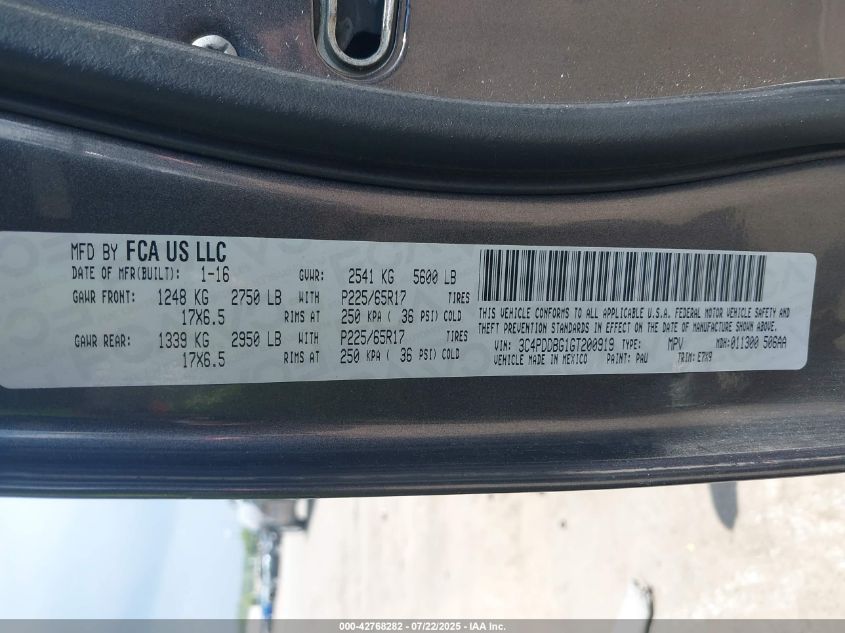 MFD BY FCA US LLC
DATE OF MFR(BUILT): 1-16 GVWR: 2541 KG 5600 LB
GAWR FRONT: 1248 KG 2750 LB WITH P225/65R17 TIRES
17X6.5 RIMS AT 250 KPA ( 36 PSI) COLD
GAWR REAR: 1339 KG 2950 LB WITH P225/65R17 TIRES
17X6.5 RIMS AT 250 KPA ( 36 PSI) COLD
THIS VEHICLE CONFORMS TO ALL APPLICABLE U.S.A. FEDERAL MOTOR VEHICLE SAFETY AND
THEFT PREVENTION STANDARDS IN EFFECT ON THE DATE OF MANUFACTURE SHOWN ABOVE.
VIN: 3C4PDDBG1GT200919 TYPE: MPV MDH: 011300 506AA
VEHICLE MADE IN MEXICO PAINT: PAU TRIM: E7X9
000-42768282 - 07/22/2025 - IAA Inc.